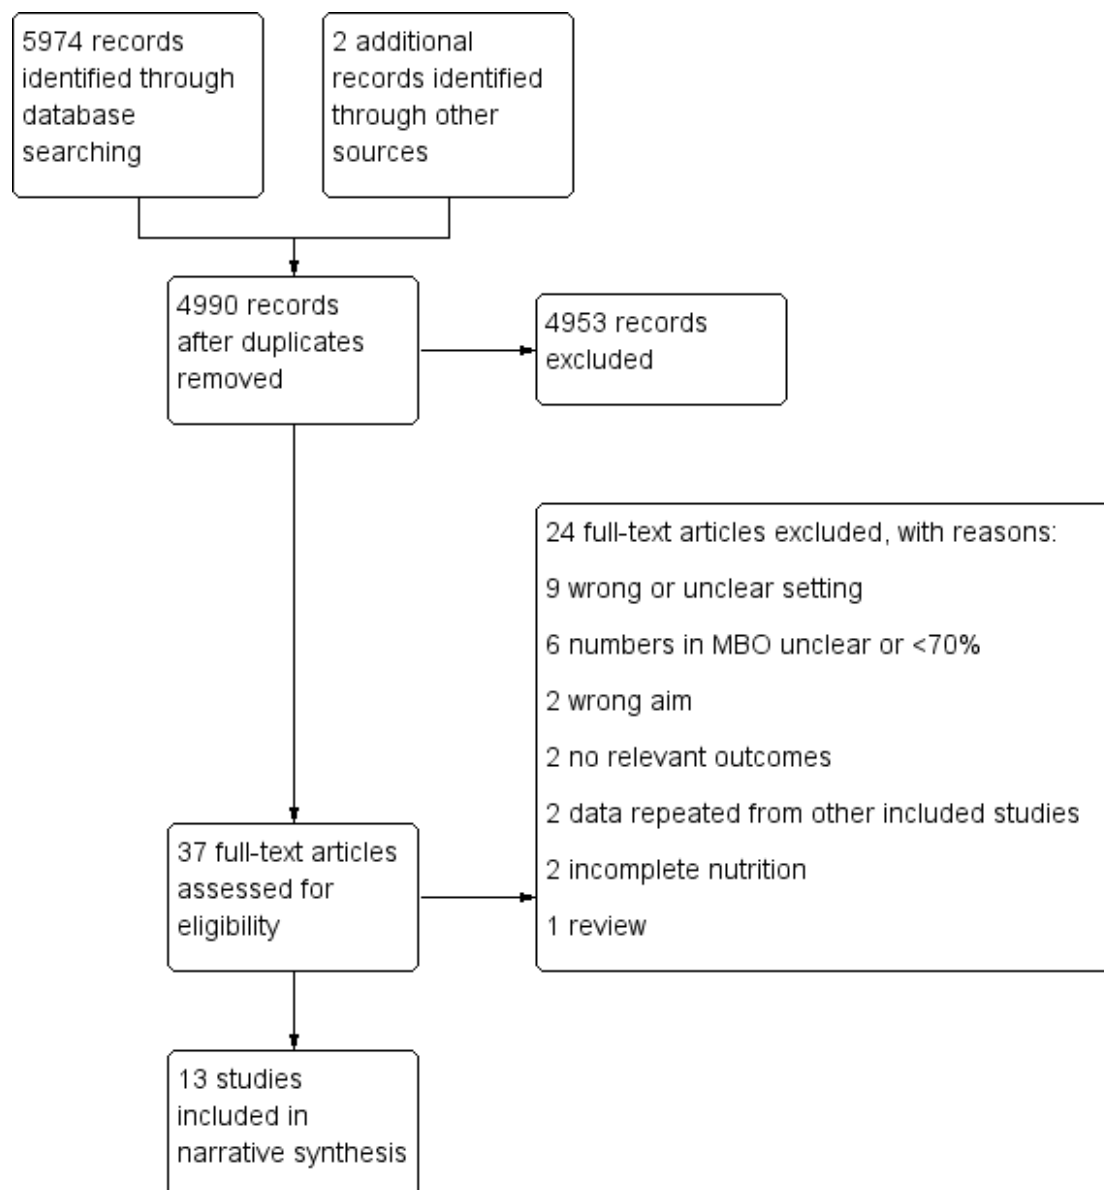 5974 records
identified through
database
searching
2 additional
records identified
through other
sources
4990 records
after duplicates
removed
4953 records
excluded
24 full-text articles excluded, with reasons:
9 wrong or unclear setting
6 numbers in MBO unclear or <70%
2 wrong aim
2 no relevant outcomes
2 data repeated from other included studies
2 incomplete nutrition
1 review
37 full-text articles
assessed for
eligibility
13 studies
included in
narrative synthesis